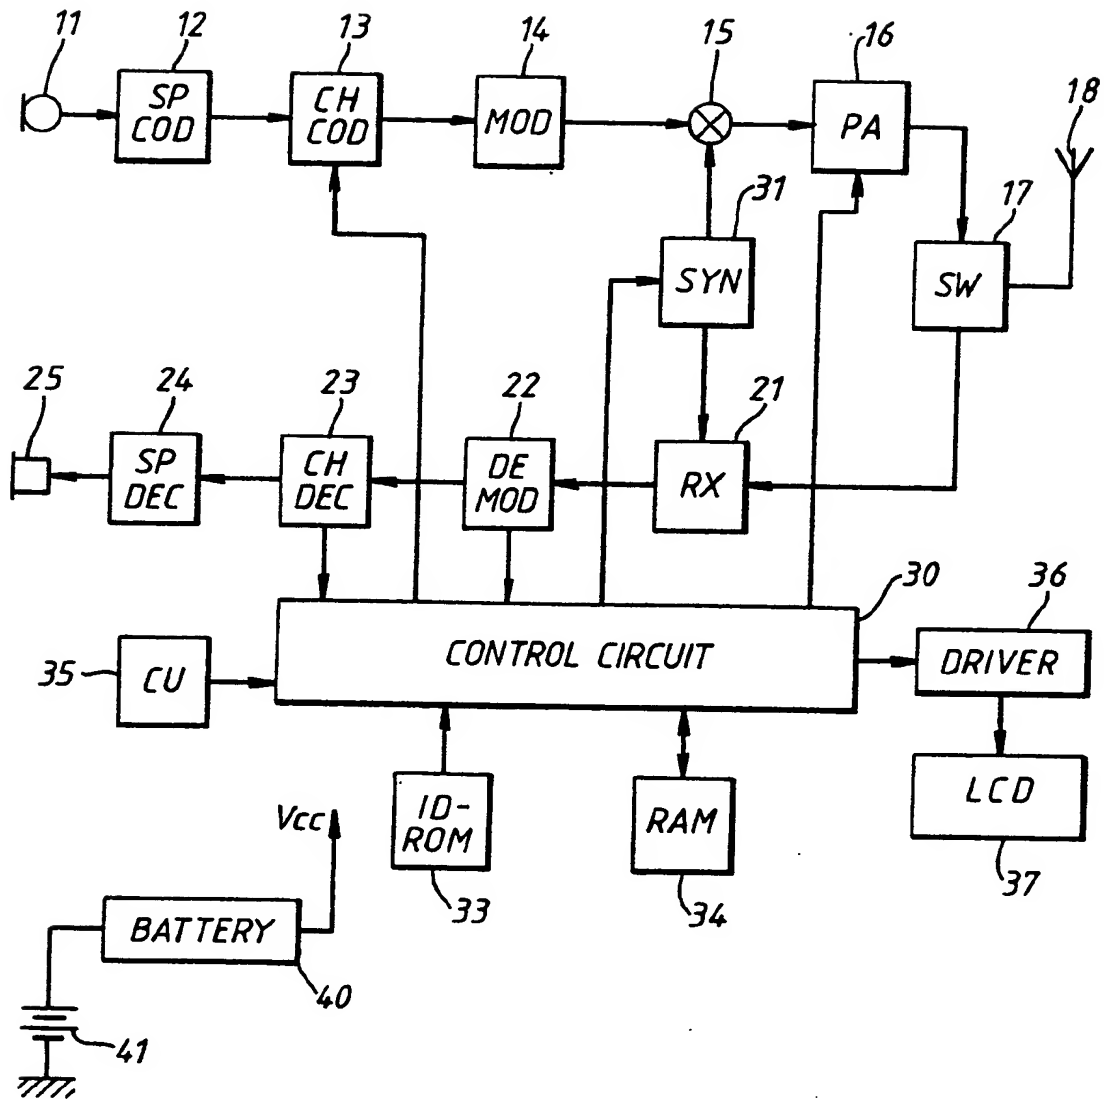 11
12
13
14
15
16
18
SP
COD
CH
COD
MOD
PA
17
31
SYN
SW
25
24
23
22
21
SP
DEC
CH
DEC
DE
MOD
RX
30
36
CONTROL CIRCUIT
DRIVER
35
CU
LCD
ID-
ROM
RAM
Vcc
37
33
34
BATTERY
40
41